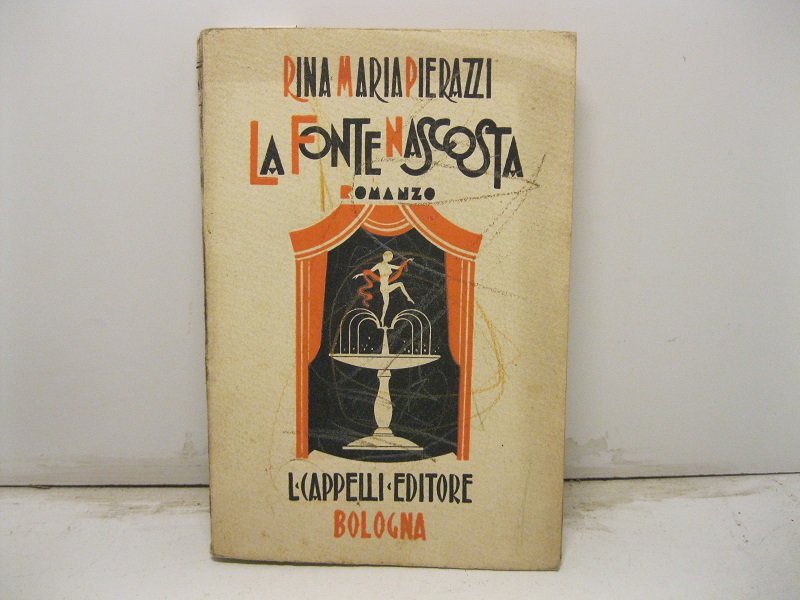 RINA MARIA PIERAZZI
LA FONTE NASCOSTA
ROMANZO
L. CAPPELLI · EDITORE
BOLOGNA